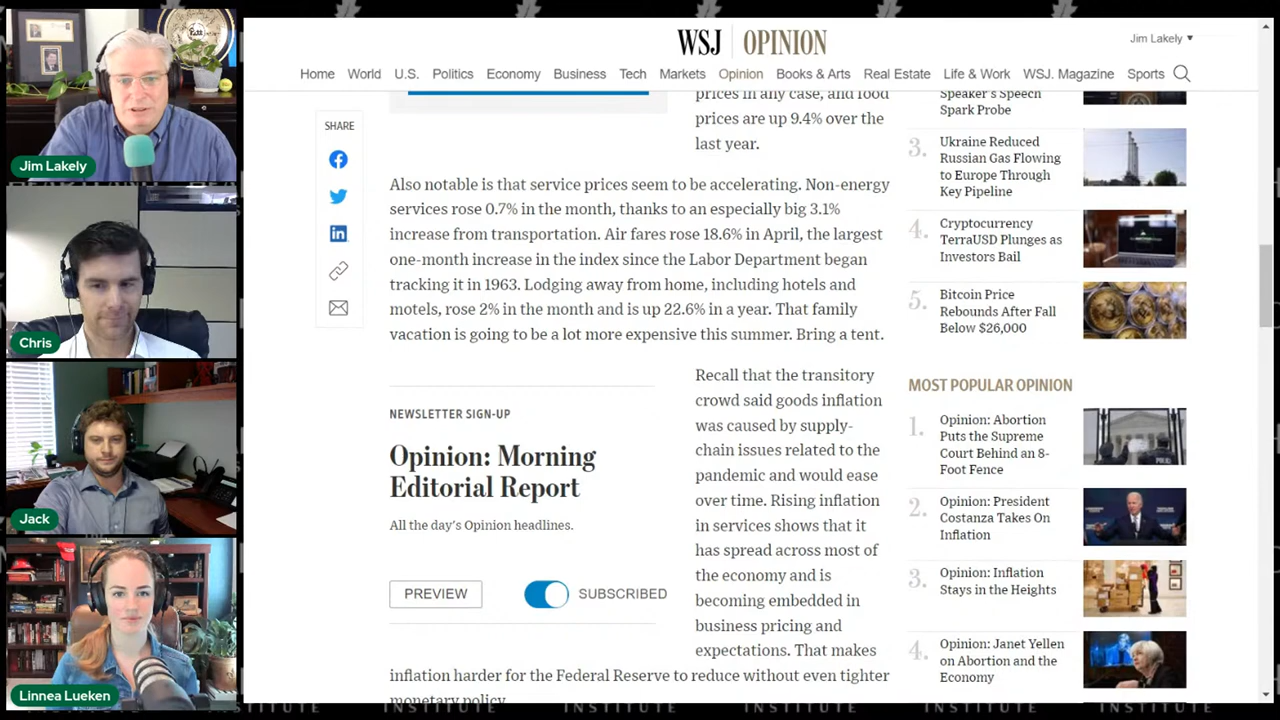 Jim Lakely
Chris
Jack
Linnea Lueken
WSJ OPINION
Jim Lakely
Home World U.S. Politics Economy Business Tech Markets Opinion Books & Arts Real Estate Life & Work WSJ. Magazine Sports
SHARE
prices in any case, and food
prices are up 9.4% over the
last year.
Also notable is that service prices seem to be accelerating. Non-energy
services rose 0.7% in the month, thanks to an especially big 3.1%
increase from transportation. Air fares rose 18.6% in April, the largest
one-month increase in the index since the Labor Department began
tracking it in 1963. Lodging away from home, including hotels and
motels, rose 2% in the month and is up 22.6% in a year. That family
vacation is going to be a lot more expensive this summer. Bring a tent.
NEWSLETTER SIGN-UP
Opinion: Morning
Editorial Report
All the day's Opinion headlines.
PREVIEW
SUBSCRIBED
Recall that the transitory
crowd said goods inflation
was caused by supply-
chain issues related to the
pandemic and would ease
over time. Rising inflation
in services shows that it
has spread across most of
the economy and is
becoming embedded in
business pricing and
expectations. That makes
inflation harder for the Federal Reserve to reduce without even tighter
monetary policy.
Speaker's Speech
Spark Probe
3. Ukraine Reduced
Russian Gas Flowing
to Europe Through
Key Pipeline
4. Cryptocurrency
TerraUSD Plunges as
Investors Bail
5. Bitcoin Price
Rebounds After Fall
Below $26,000
MOST POPULAR OPINION
1. Opinion: Abortion
Puts the Supreme
Court Behind an 8-
Foot Fence
2. Opinion: President
Costanza Takes On
Inflation
3. Opinion: Inflation
Stays in the Heights
4. Opinion: Janet Yellen
on Abortion and the
Economy
INSTITUTE INSTITUTE INSTITUTE INSTITUTE INSTITUTE